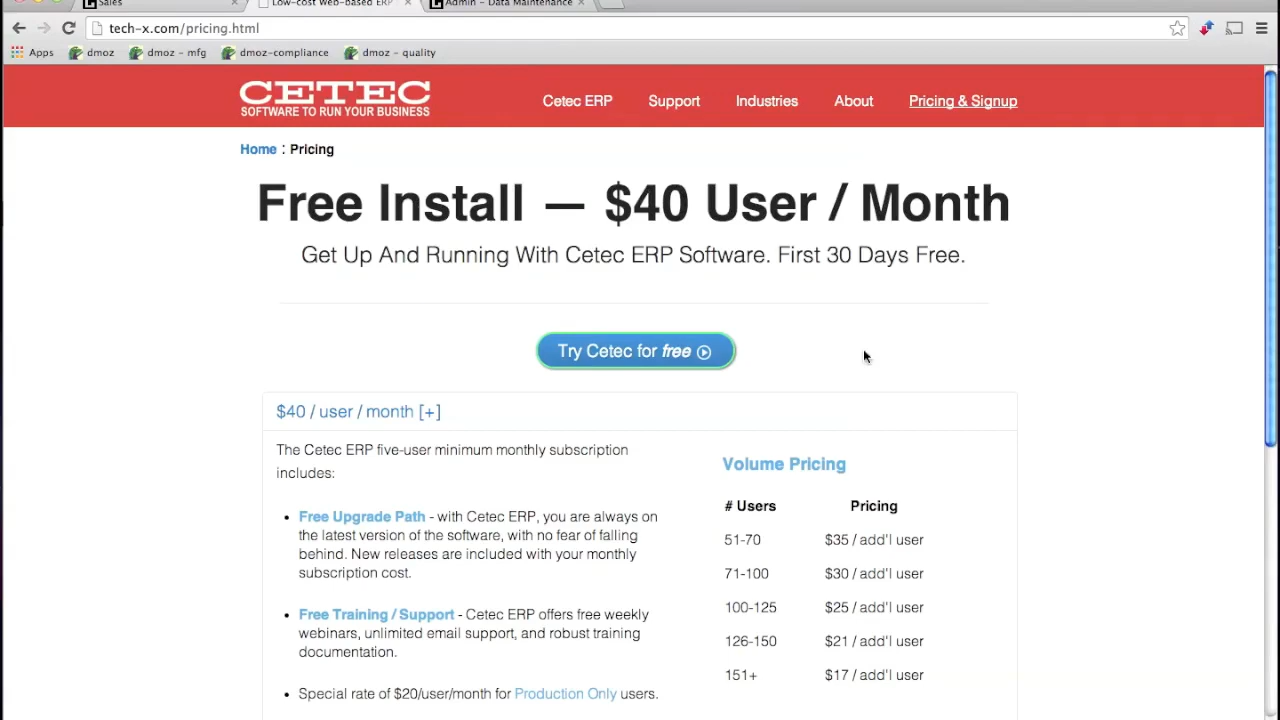 Sales
Low-cost Web-based ERP
Admin - Data Maintenance
tech-x.com/pricing.html
Apps dmoz dmoz - mfg dmoz-compliance dmoz - quality
CETEC
SOFTWARE TO RUN YOUR BUSINESS
Cetec ERP Support Industries About Pricing & Signup
Home : Pricing
Free Install — $40 User / Month
Get Up And Running With Cetec ERP Software. First 30 Days Free.
Try Cetec for free
$40 / user / month [+]
The Cetec ERP five-user minimum monthly subscription
includes:
• Free Upgrade Path - with Cetec ERP, you are always on
the latest version of the software, with no fear of falling
behind. New releases are included with your monthly
subscription cost.
• Free Training / Support - Cetec ERP offers free weekly
webinars, unlimited email support, and robust training
documentation.
• Special rate of $20/user/month for Production Only users.
Volume Pricing
# Users Pricing
51-70 $35 / add'l user
71-100 $30 / add'l user
100-125 $25 / add'l user
126-150 $21 / add'l user
151+ $17 / add'l user